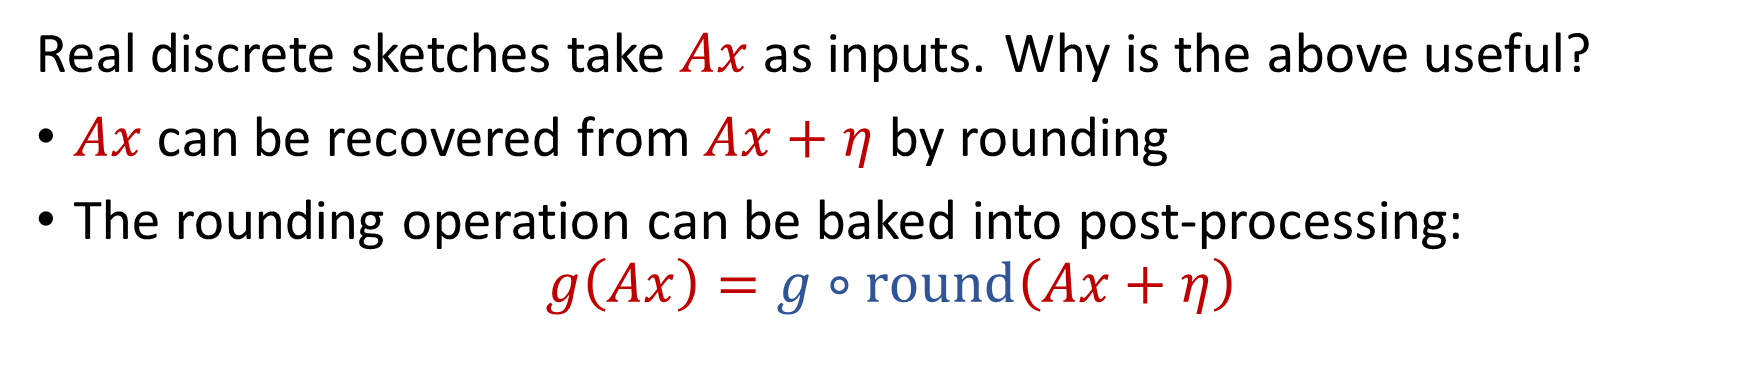 Real discrete sketches take Ax as inputs. Why is the above useful?
• Ax can be recovered from Ax + η by rounding
• The rounding operation can be baked into post-processing:
g(Ax) = g ∘ round(Ax + η)